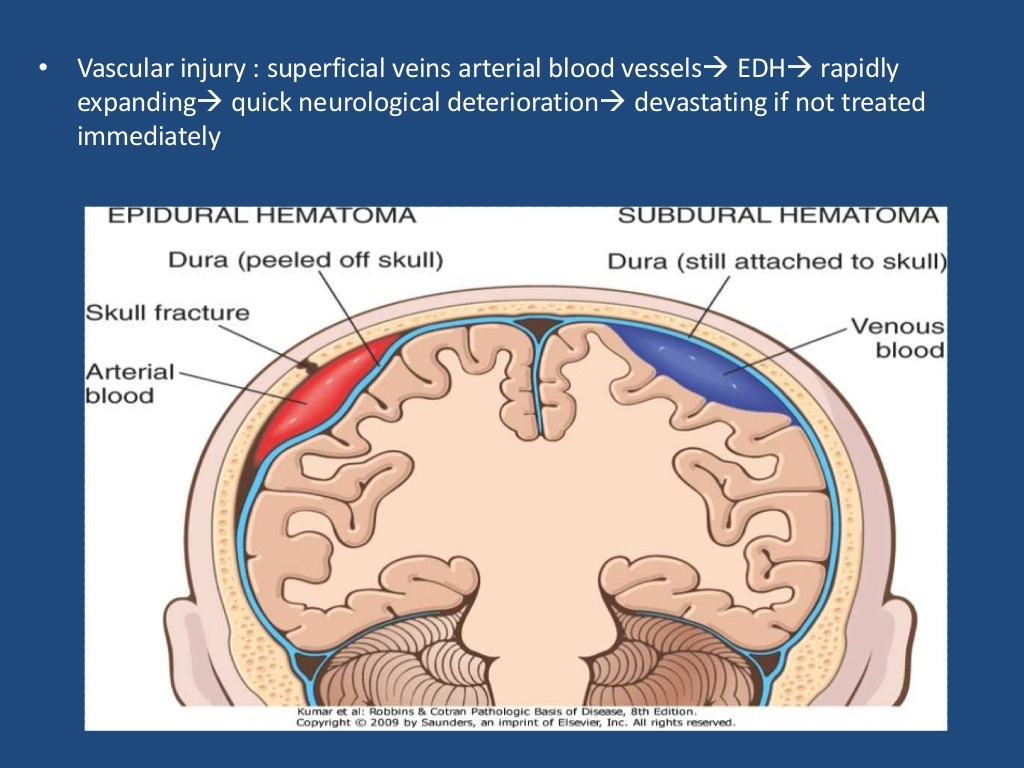 • Vascular injury : superficial veins arterial blood vessels→ EDH→ rapidly
expanding→ quick neurological deterioration→ devastating if not treated
immediately
EPIDURAL HEMATOMA
SUBDURAL HEMATOMA
Dura (peeled off skull)
Dura (still attached to skull)
Skull fracture
Venous
blood
Arterial
blood
Kumar et al: Robbins & Cotran Pathologic Basis of Disease, 8th Edition.
Copyright © 2009 by Saunders, an imprint of Elsevier, Inc. All rights reserved.